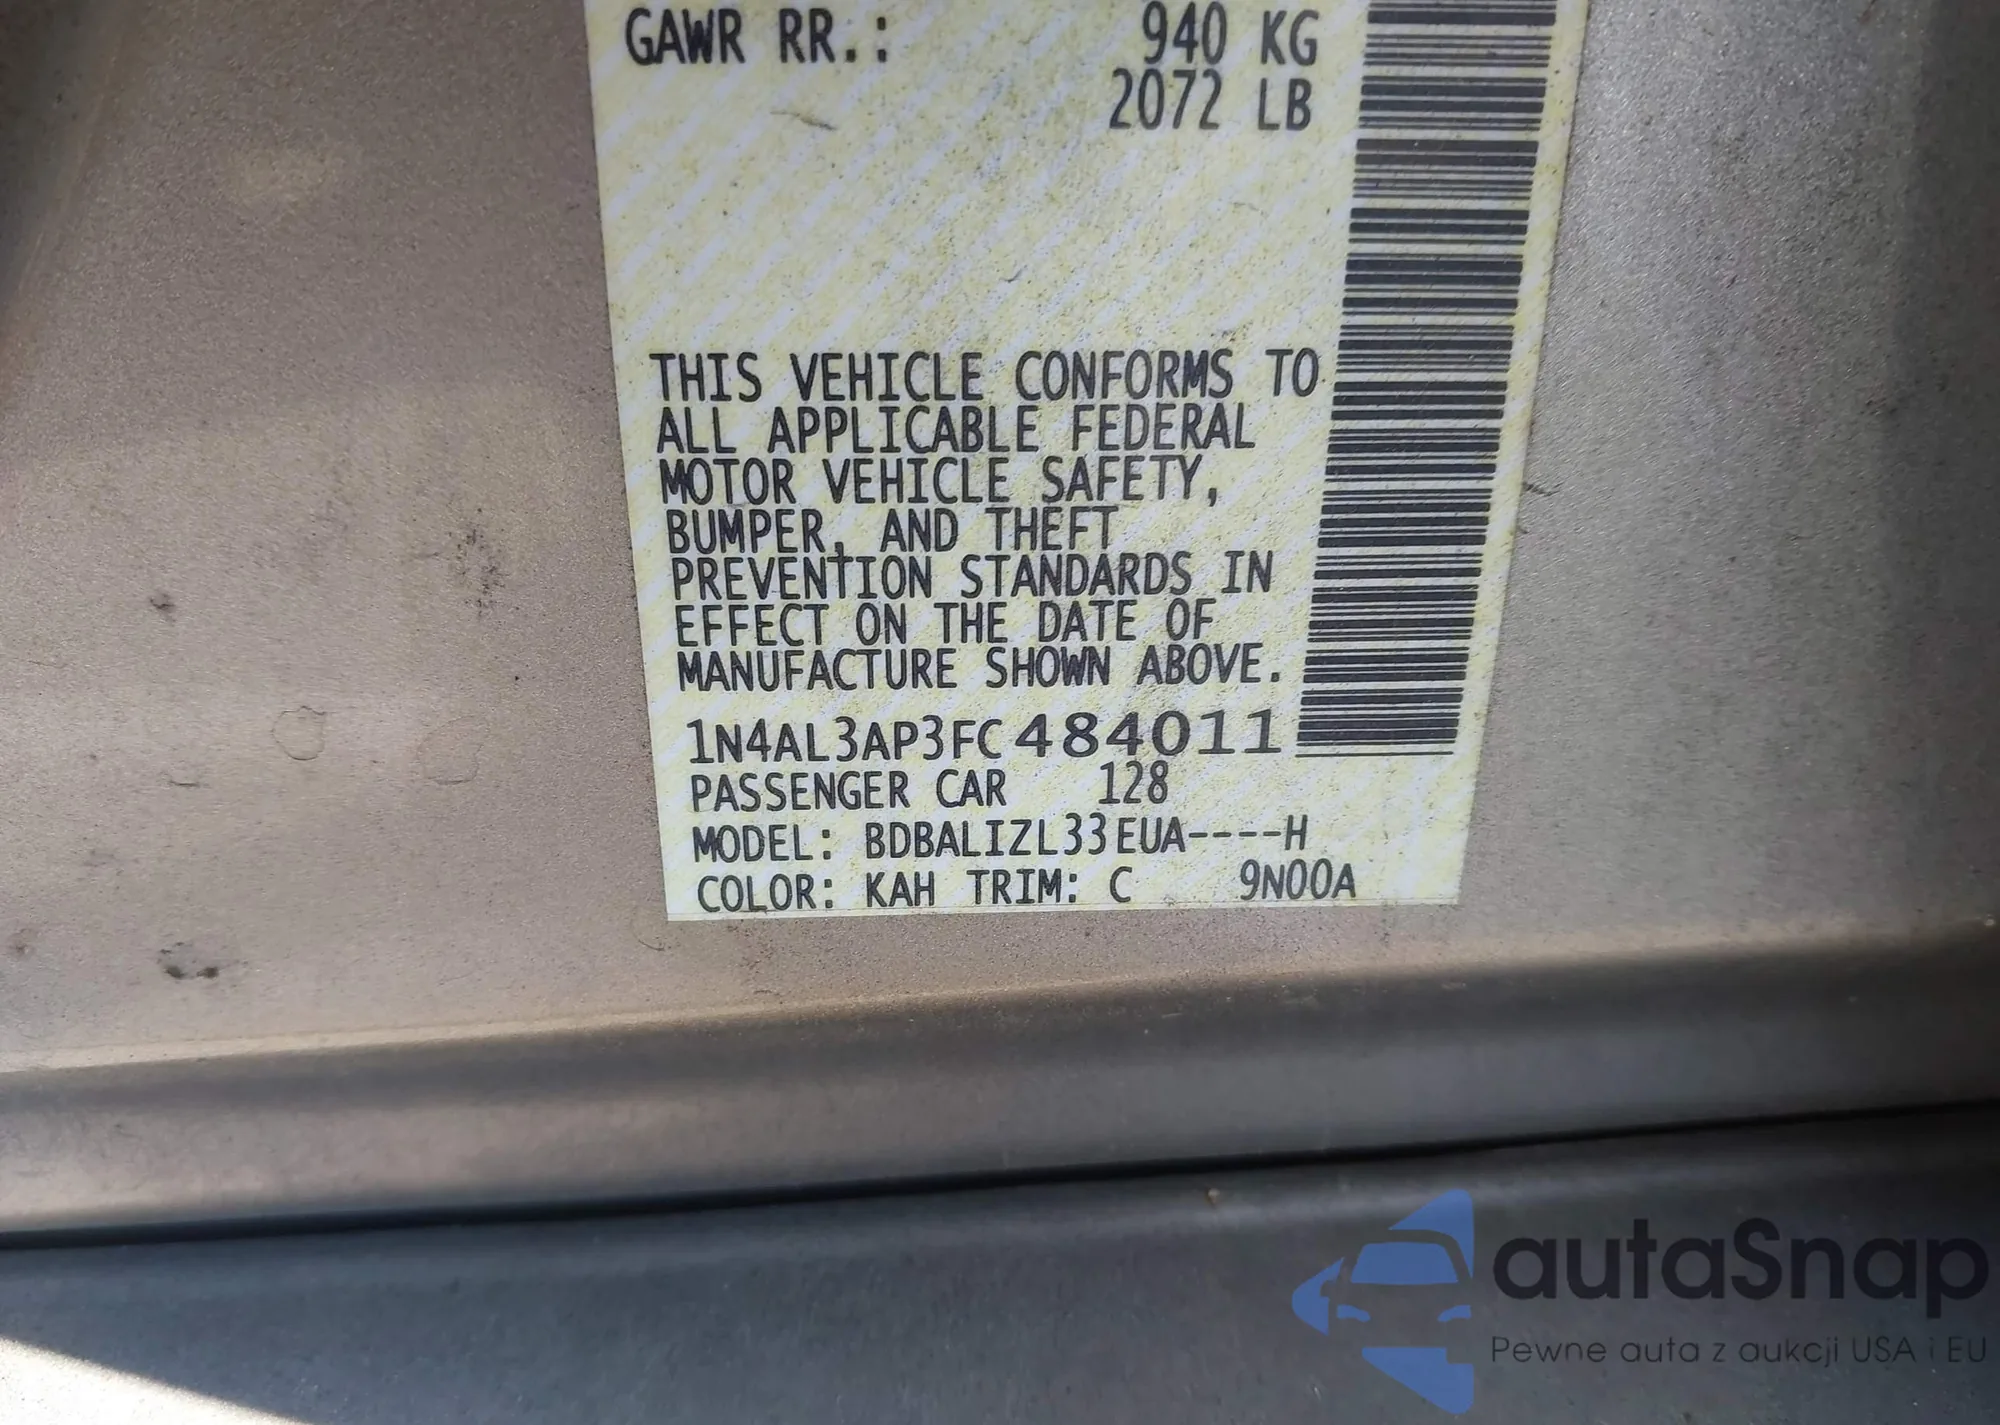 GAWR RR.: 940 KG
2072 LB
THIS VEHICLE CONFORMS TO
ALL APPLICABLE FEDERAL
MOTOR VEHICLE SAFETY,
BUMPER, AND THEFT
PREVENTION STANDARDS IN
EFFECT ON THE DATE OF
MANUFACTURE SHOWN ABOVE.
1N4AL3AP3FC484011
PASSENGER CAR 128
MODEL: BDBALIZL33EUA----H
COLOR: KAH TRIM: C 9N00A
autaSnap
Pewne auta z aukcji USA i EU